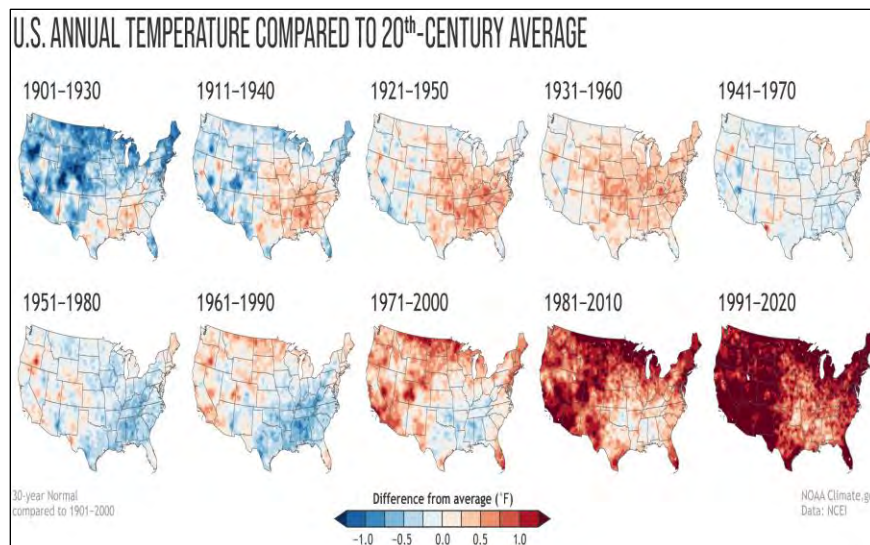 U.S. ANNUAL TEMPERATURE COMPARED TO 20th-CENTURY AVERAGE
1901–1930
1911–1940
1921–1950
1931–1960
1941–1970
1951–1980
1961–1990
1971–2000
1981–2010
1991–2020
30-year Normal
compared to 1901–2000
Difference from average (°F)
-1.0 -0.5 0.0 0.5 1.0
NOAA Climate.g
Data: NCEI